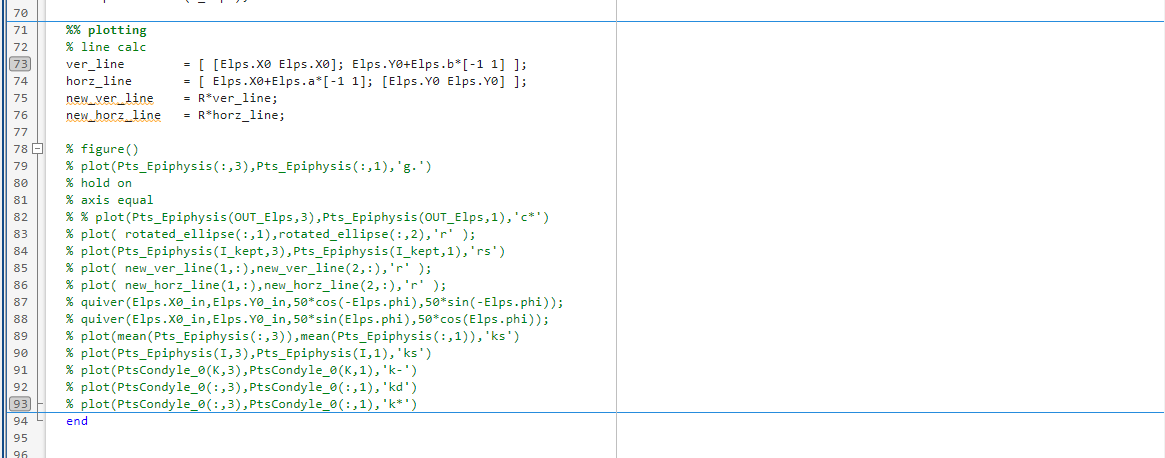 70
71 %% plotting
72 % line calc
73 ver_line = [ [Elps.X0 Elps.X0]; Elps.Y0+Elps.b*[-1 1] ];
74 horz_line = [ Elps.X0+Elps.a*[-1 1]; [Elps.Y0 Elps.Y0] ];
75 new_ver_line = R*ver_line;
76 new_horz_line = R*horz_line;
77
78 % figure()
79 % plot(Pts_Epiphysis(:,3),Pts_Epiphysis(:,1),'g.')
80 % hold on
81 % axis equal
82 % % plot(Pts_Epiphysis(OUT_Elps,3),Pts_Epiphysis(OUT_Elps,1),'c*')
83 % plot( rotated_ellipse(:,1),rotated_ellipse(:,2),'r' );
84 % plot(Pts_Epiphysis(I_kept,3),Pts_Epiphysis(I_kept,1),'rs')
85 % plot( new_ver_line(1,:),new_ver_line(2,:),'r' );
86 % plot( new_horz_line(1,:),new_horz_line(2,:),'r' );
87 % quiver(Elps.X0_in,Elps.Y0_in,50*cos(-Elps.phi),50*sin(-Elps.phi));
88 % quiver(Elps.X0_in,Elps.Y0_in,50*sin(Elps.phi),50*cos(Elps.phi));
89 % plot(mean(Pts_Epiphysis(:,3)),mean(Pts_Epiphysis(:,1)),'ks')
90 % plot(Pts_Epiphysis(I,3),Pts_Epiphysis(I,1),'ks')
91 % plot(PtsCondyle_0(K,3),PtsCondyle_0(K,1),'k-')
92 % plot(PtsCondyle_0(:,3),PtsCondyle_0(:,1),'kd')
93 % plot(PtsCondyle_0(:,3),PtsCondyle_0(:,1),'k*')
94 end
95
96